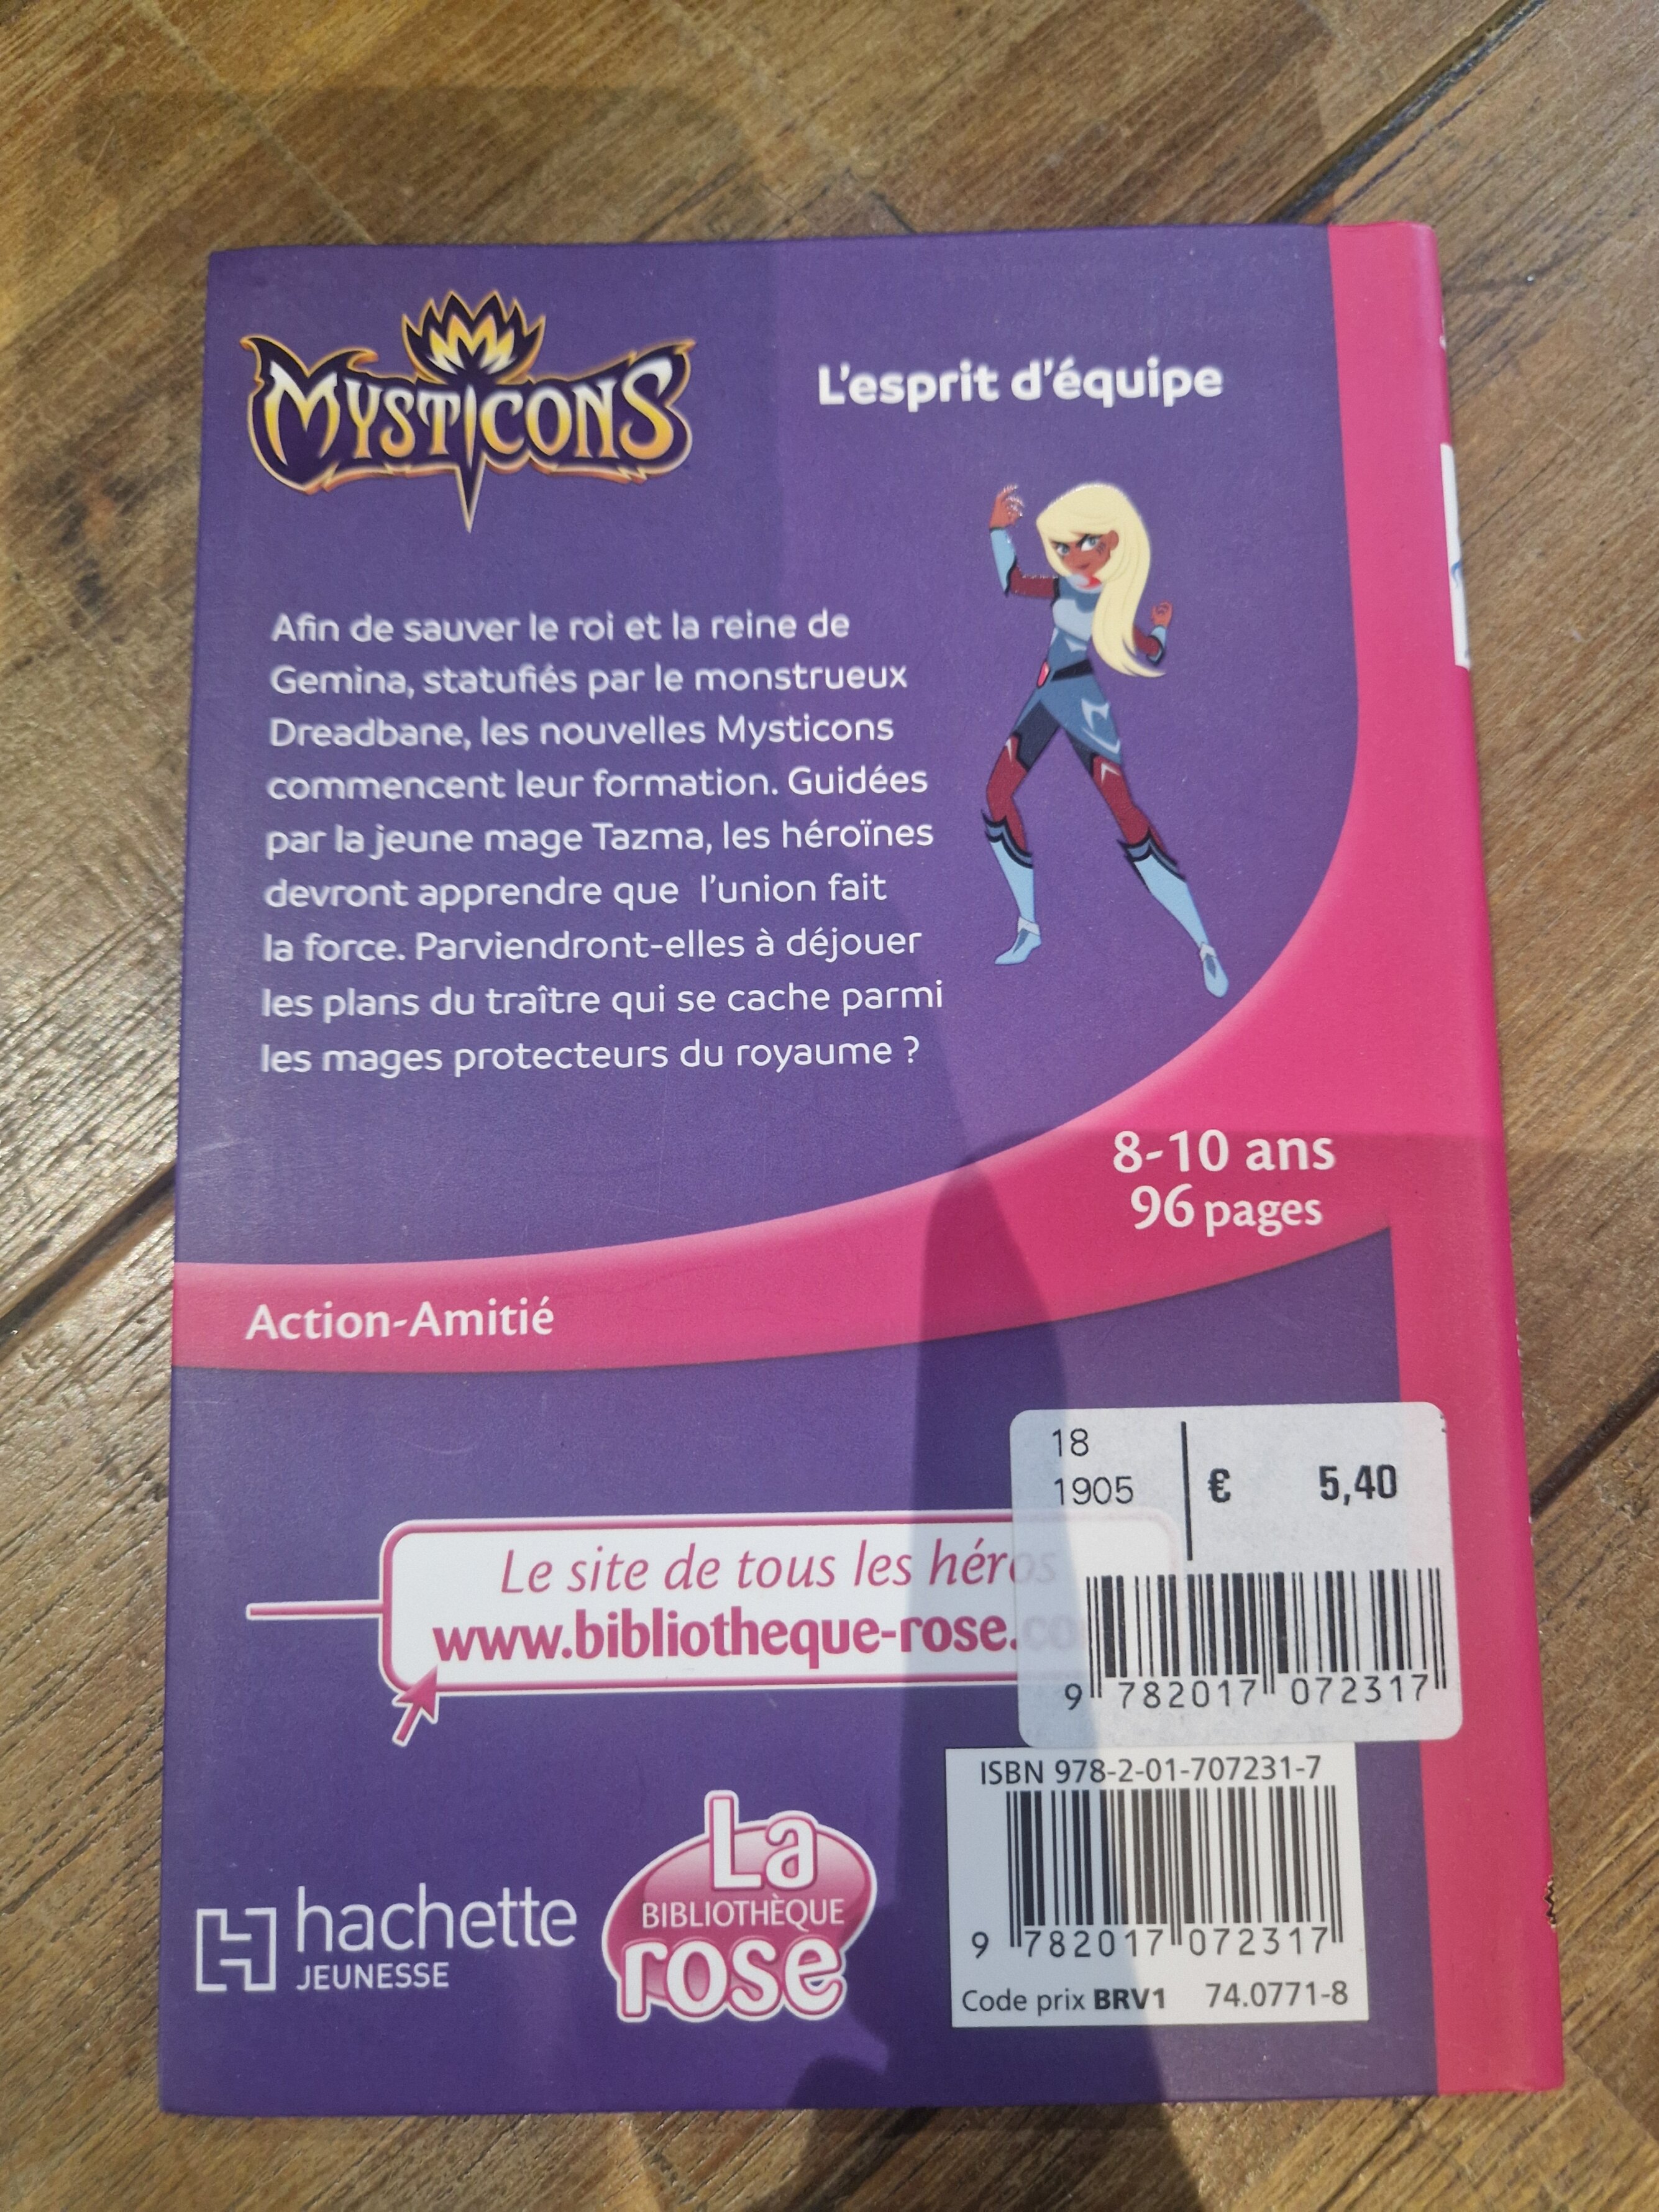 MYSTICONS
L'esprit d'équipe
Afin de sauver le roi et la reine de
Gemina, statufiés par le monstrueux
Dreadbane, les nouvelles Mysticons
commencent leur formation. Guidées
par la jeune mage Tazma, les héroïnes
devront apprendre que l'union fait
la force. Parviendront-elles à déjouer
les plans du traître qui se cache parmi
les mages protecteurs du royaume ?
8-10 ans
96 pages
Action-Amitié
18
1905
€ 5,40
Le site de tous les héros
www.bibliotheque-rose.co
9 782017 072317
ISBN 978-2-01-707231-7
9 782017 072317
Code prix BRV1 74.0771-8
hachette
JEUNESSE
La
BIBLIOTHÈQUE
rose